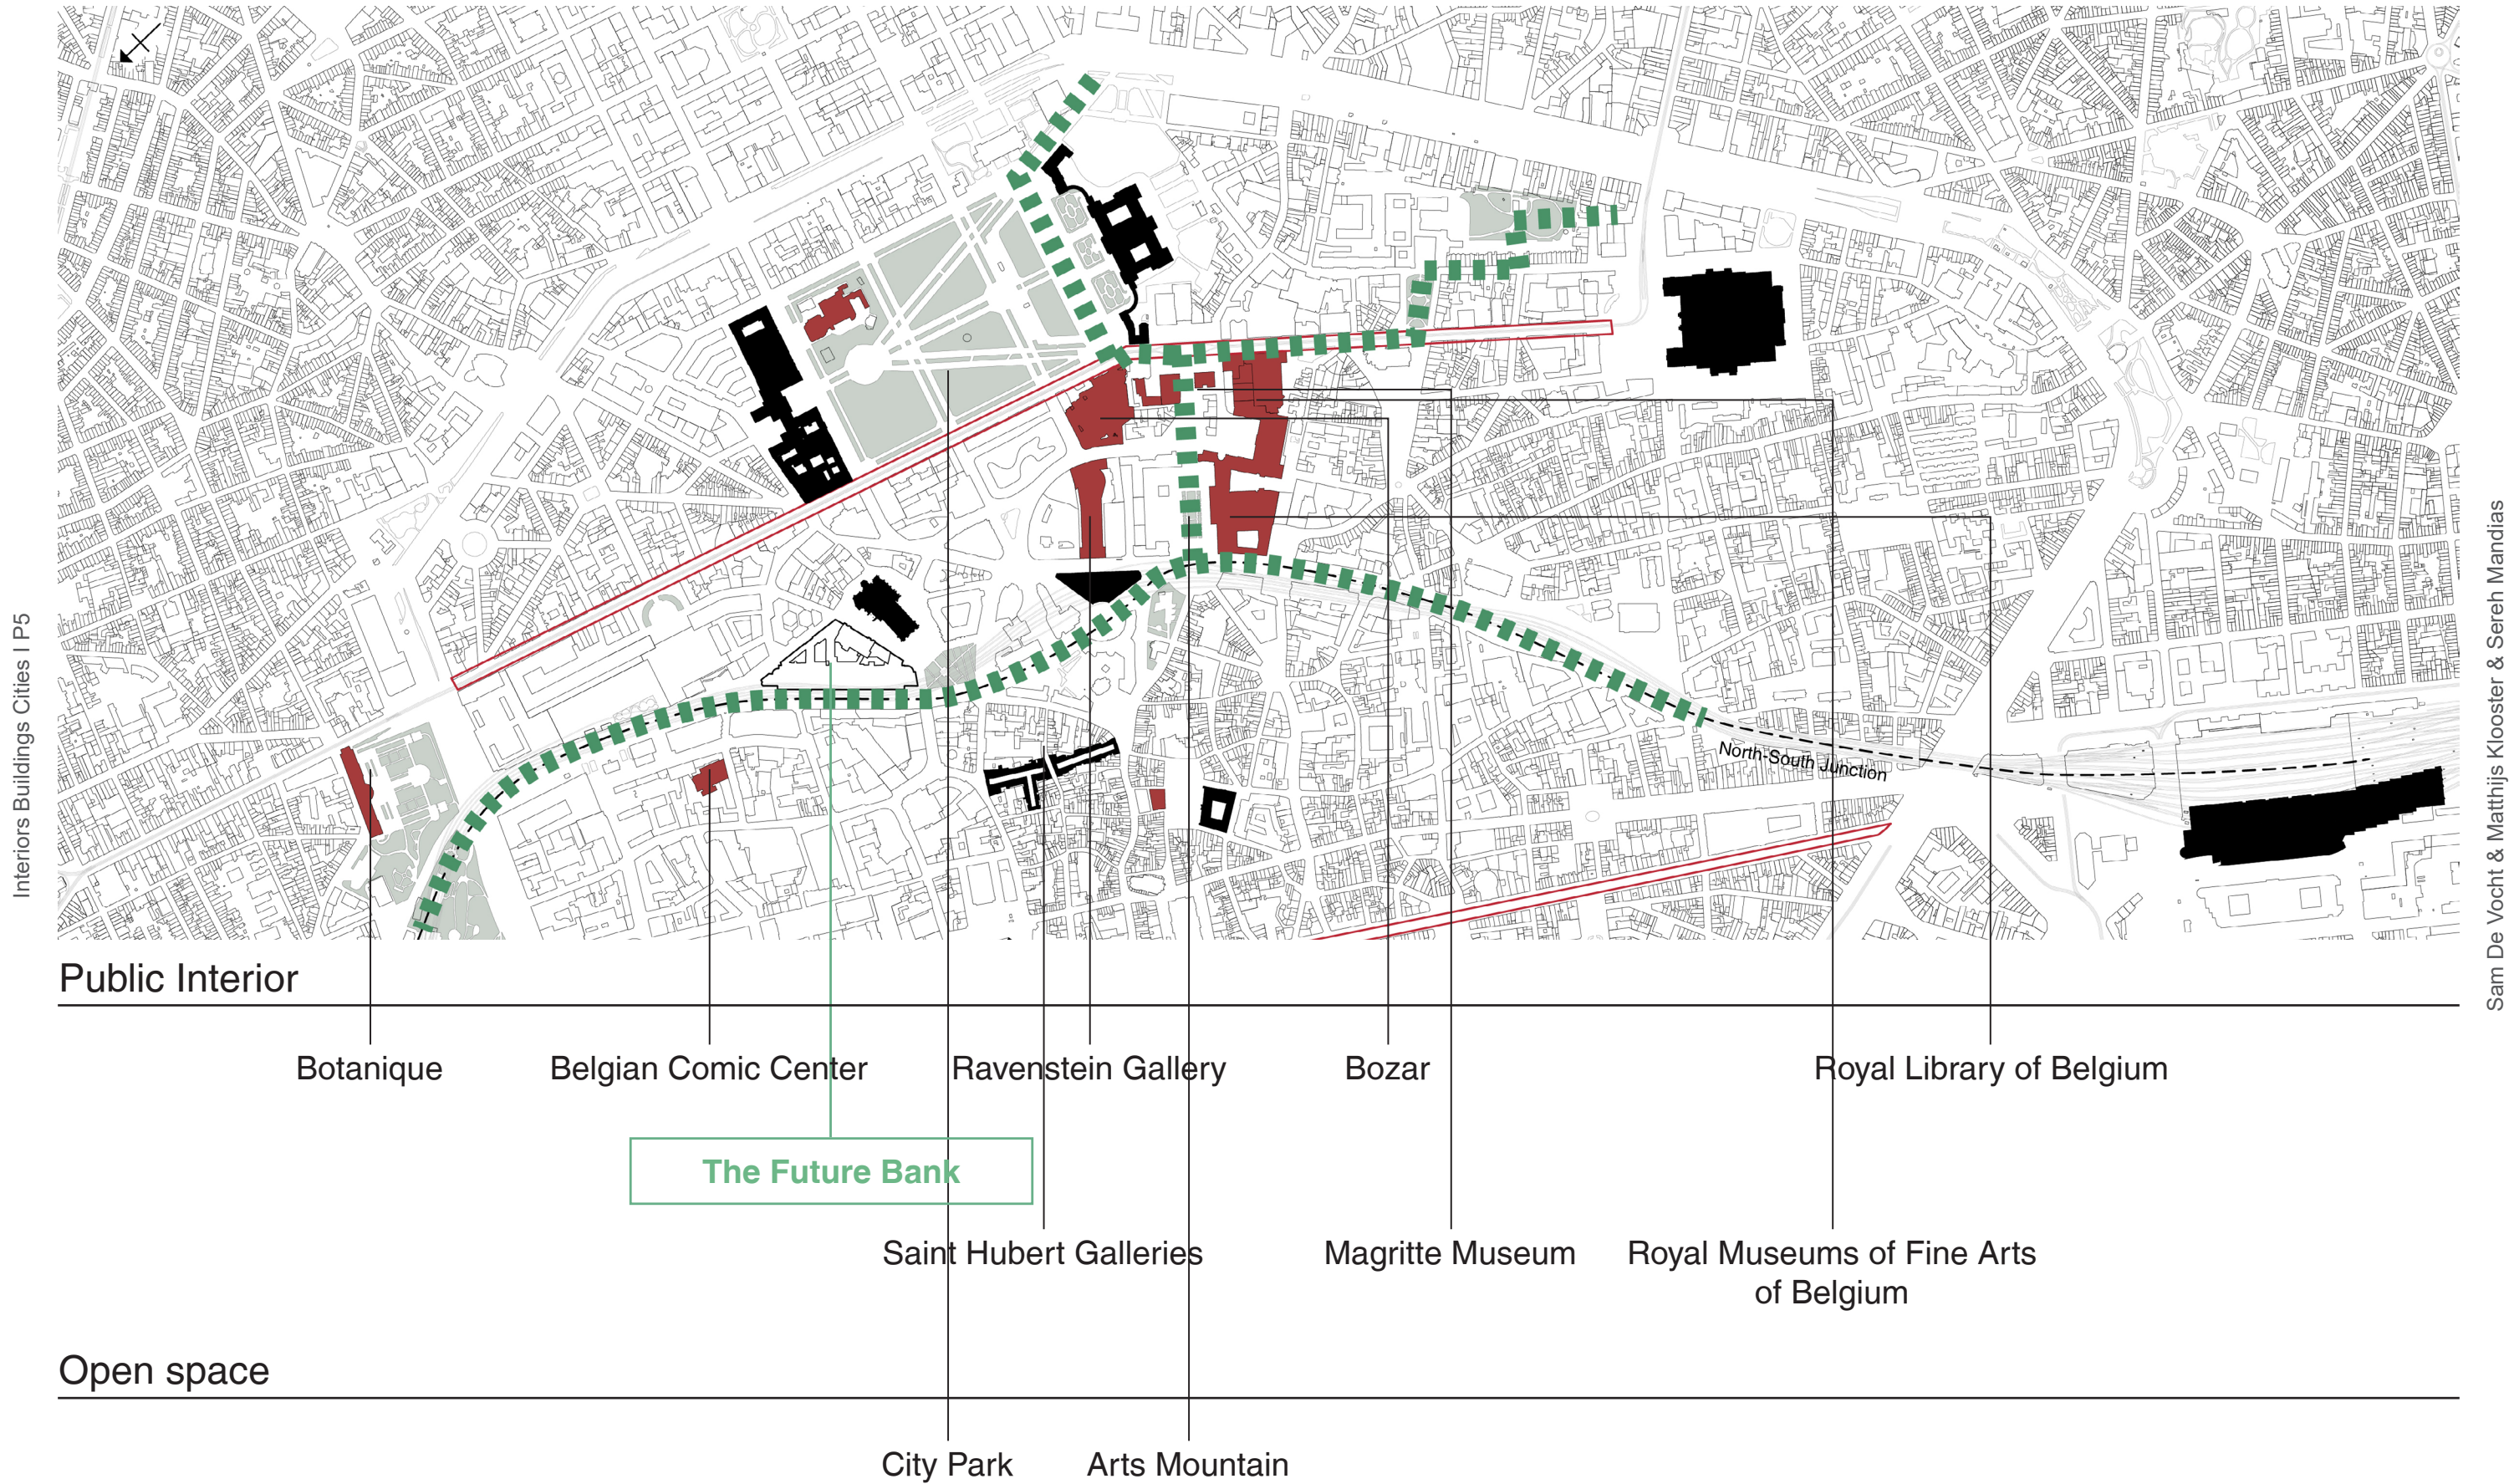 North-South Junction
Interiors Buildings Cities I P5
Sam De Vocht & Matthijs Klooster & Sereh Mandias
Public Interior
Botanique
Belgian Comic Center
Ravenstein Gallery
Bozar
Royal Library of Belgium
The Future Bank
Saint Hubert Galleries
Magritte Museum
Royal Museums of Fine Arts
of Belgium
Open space
City Park
Arts Mountain